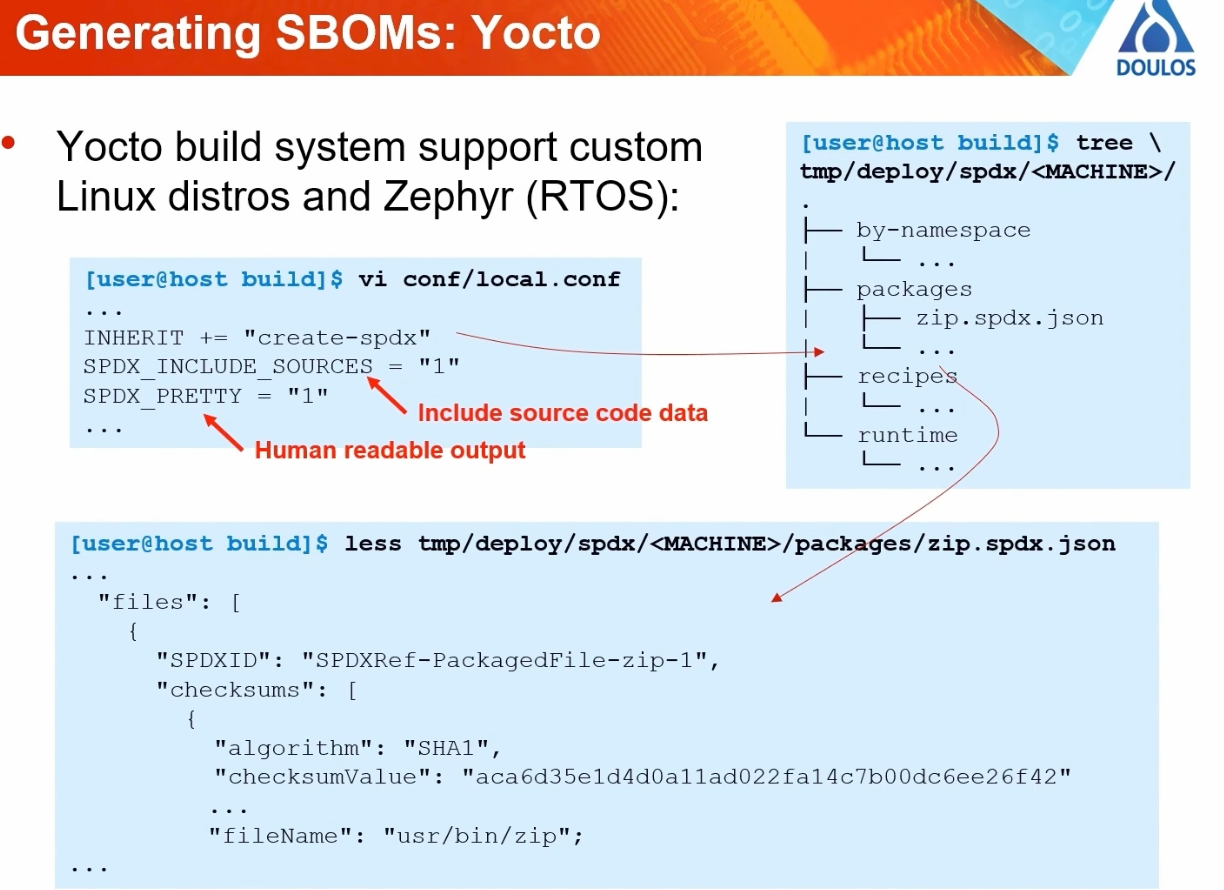 Generating SBOMs: Yocto
DOULOS
• Yocto build system support custom
Linux distros and Zephyr (RTOS):
[user@host build]$ vi conf/local.conf
...
INHERIT += "create-spdx"
SPDX_INCLUDE_SOURCES = "1"
SPDX_PRETTY = "1"
...
Include source code data
Human readable output
[user@host build]$ tree \
tmp/deploy/spdx/<MACHINE>/
.
├── by-namespace
│   └── ...
├── packages
│   ├── zip.spdx.json
│   └── ...
├── recipes
│   └── ...
└── runtime
    └── ...
[user@host build]$ less tmp/deploy/spdx/<MACHINE>/packages/zip.spdx.json
...
  "files": [
    {
      "SPDXID": "SPDXRef-PackagedFile-zip-1",
      "checksums": [
        {
          "algorithm": "SHA1",
          "checksumValue": "aca6d35e1d4d0a11ad022fa14c7b00dc6ee26f42"
          ...
          "fileName": "usr/bin/zip";
...